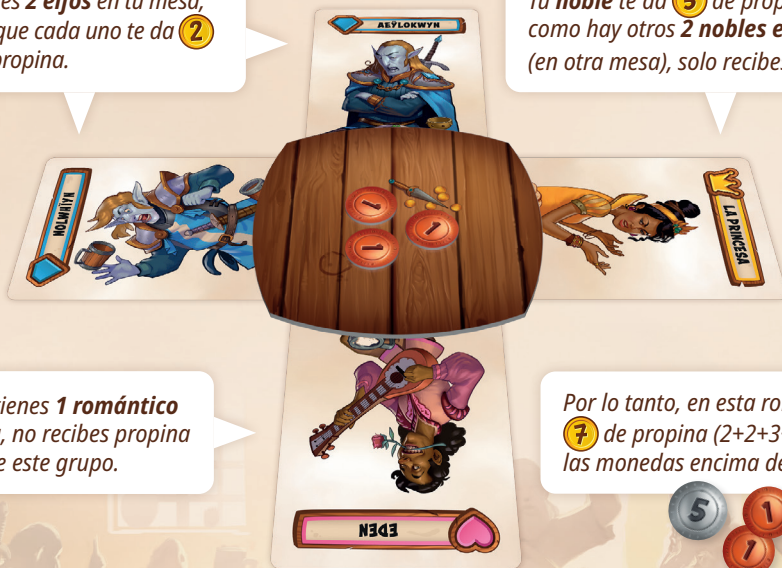 es 2 elfos en tu mesa,
que cada uno te da 2
propina.
AEŸLOKWYN
Tu noble te da 5 de prop
como hay otros 2 nobles e
(en otra mesa), solo recibe
NOLWHYN
1
1
1
LA PRINCESA
ienes 1 romántico
, no recibes propina
e este grupo.
EDEN
Por lo tanto, en esta ro
7 de propina (2+2+3
las monedas encima de
5
1
1